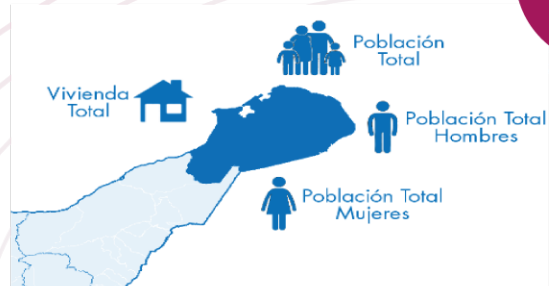 Población
Total
Vivienda
Total
Población Total
Hombres
Población Total
Mujeres